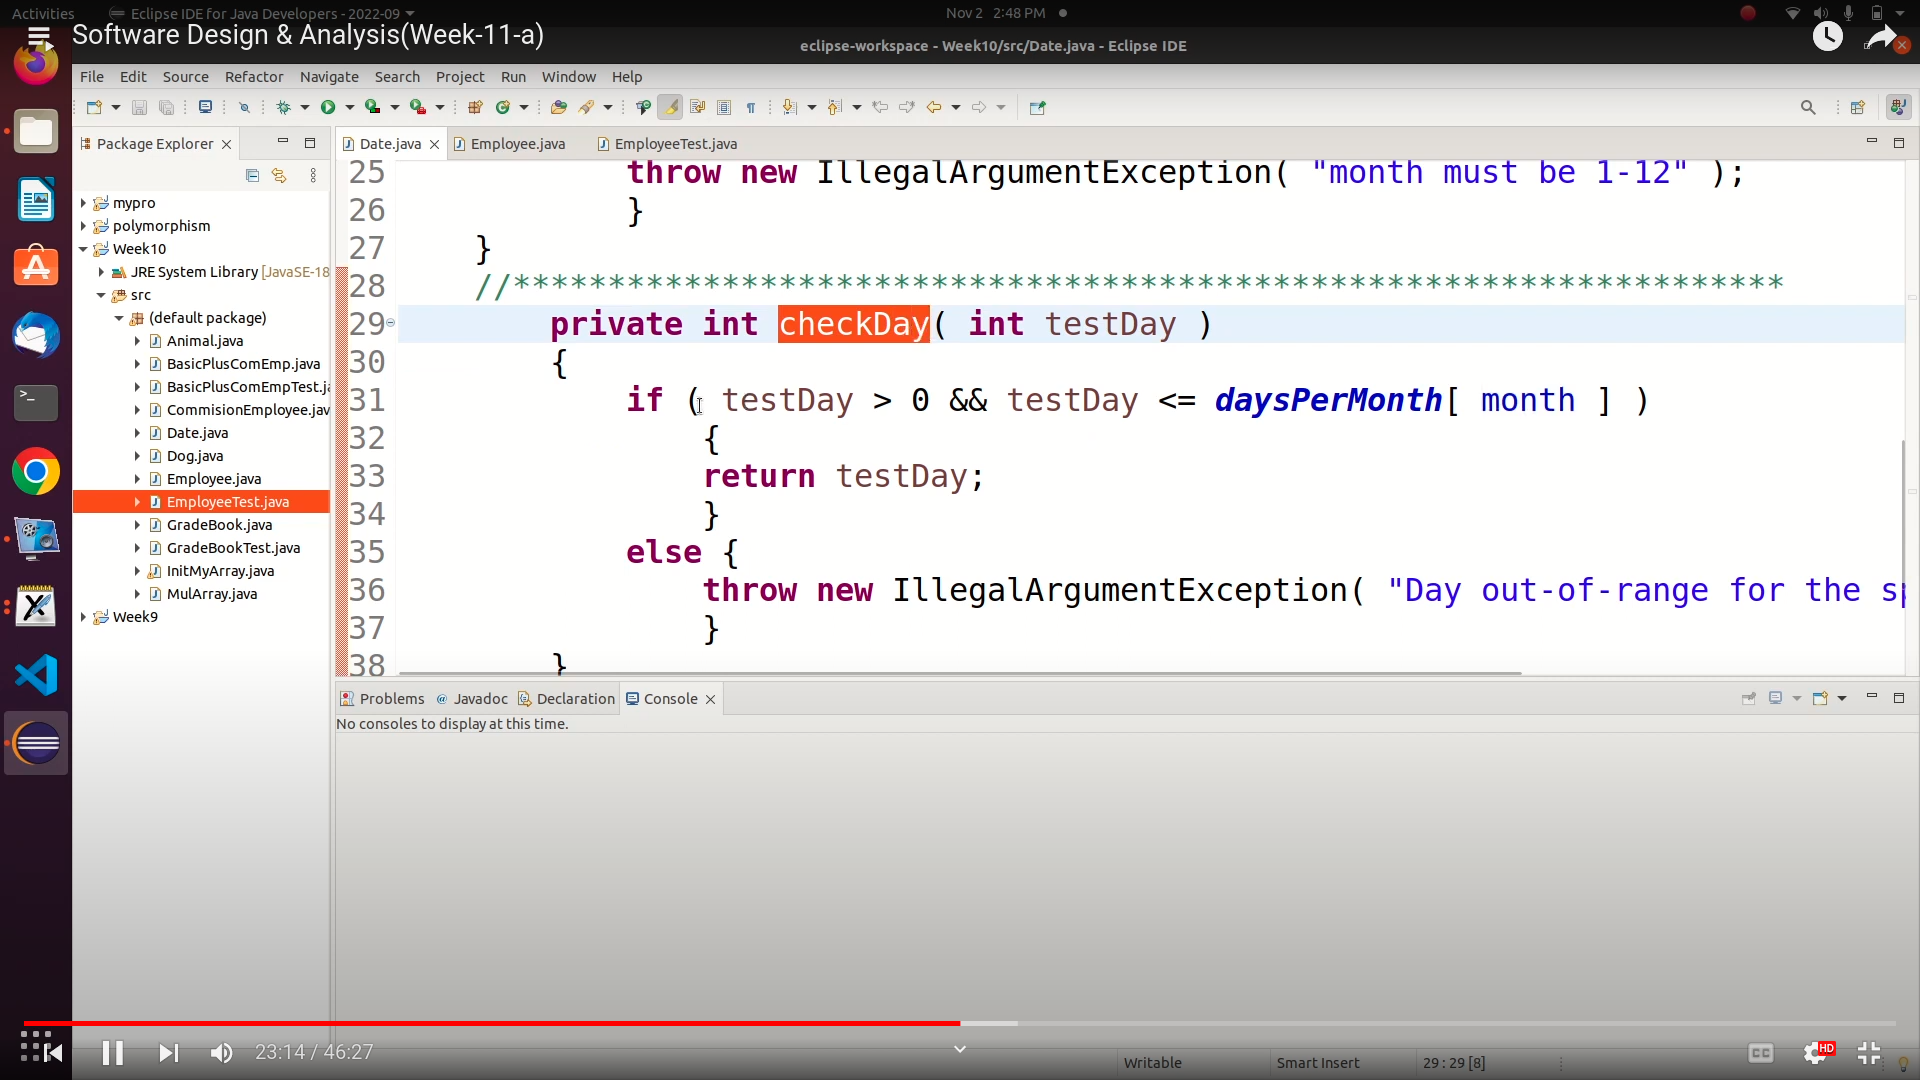 Activities
Eclipse IDE for Java Developers - 2022-09
Nov 2 2:48 PM
Software Design & Analysis(Week-11-a)
eclipse-workspace - Week10/src/Date.java - Eclipse IDE
File Edit Source Refactor Navigate Search Project Run Window Help
Package Explorer
Date.java
Employee.java
EmployeeTest.java
mypro
polymorphism
Week10
JRE System Library [JavaSE-18
src
(default package)
Animal.java
BasicPlusComEmp.java
BasicPlusComEmpTest.ja
CommisionEmployee.jav
Date.java
Dog.java
Employee.java
EmployeeTest.java
GradeBook.java
GradeBookTest.java
InitMyArray.java
MulArray.java
Week9
25 throw new IllegalArgumentException( "month must be 1-12" );
26 }
27 }
28 //*******************************************************************
29 private int checkDay( int testDay )
30 {
31 if ( testDay > 0 && testDay <= daysPerMonth[ month ] )
32 {
33 return testDay;
34 }
35 else {
36 throw new IllegalArgumentException( "Day out-of-range for the sp
37 }
38 }
Problems @ Javadoc Declaration Console
No consoles to display at this time.
23:14 / 46:27
Writable
Smart Insert
29 : 29 [8]
CC
HD